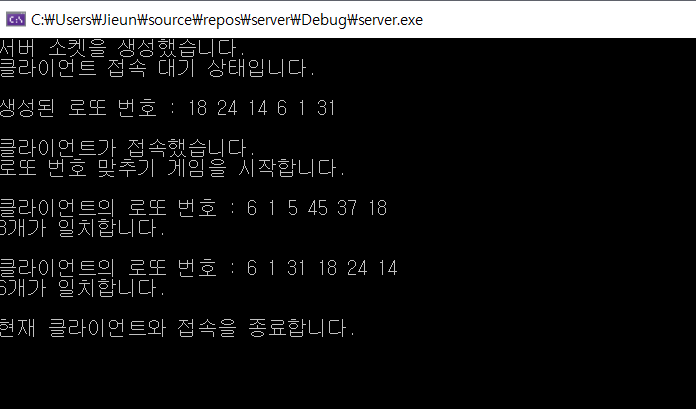 C:\Users\Jieun\source\repos\server\Debug\server.exe
서버 소켓을 생성했습니다.
클라이언트 접속 대기 상태입니다.
생성된 로또 번호 : 18 24 14 6 1 31
클라이언트가 접속했습니다.
로또 번호 맞추기 게임을 시작합니다.
클라이언트의 로또 번호 : 6 1 5 45 37 18
3개가 일치합니다.
클라이언트의 로또 번호 : 6 1 31 18 24 14
6개가 일치합니다.
현재 클라이언트와 접속을 종료합니다.